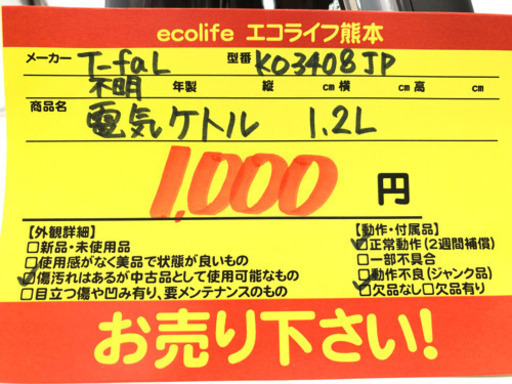 ecolife エコライフ熊本
メーカー T-faL 型番 KO3408JP
不明 年製 縦 cm 横 cm 高 cm
商品名 電気ケトル 1.2L
1,000 円
【外観詳細】 【動作・付属品】
□新品・未使用品 ☑正常動作(2週間補償)
□使用感がなく美品で状態が良いもの □一部不具合
☑傷汚れはあるが中古品として使用可能なもの □動作不良(ジャンク品)
□目立つ傷や凹み有り、要メンテナンスのもの ☑欠品なし□欠品有り
お売り下さい!